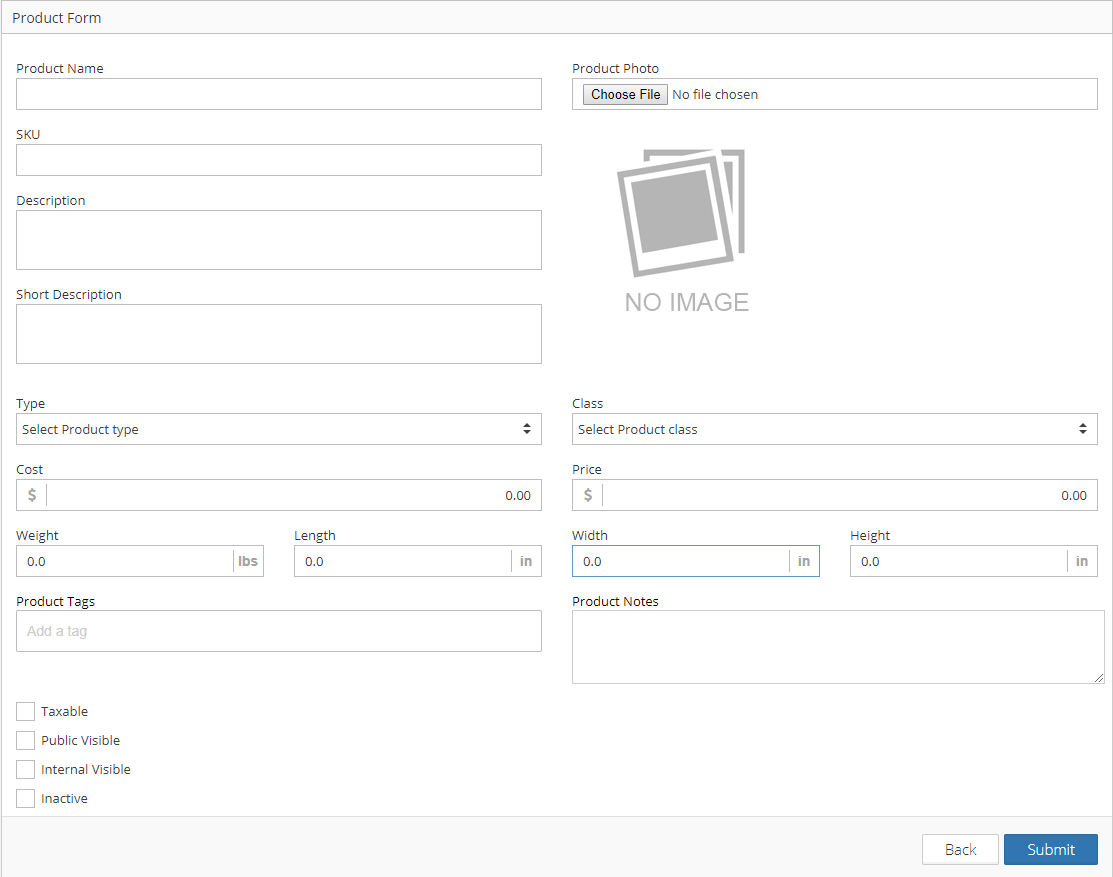 Product Form
Product Name
Product Photo
Choose File No file chosen
SKU
Description
NO IMAGE
Short Description
Type
Class
Select Product type
Select Product class
Cost
Price
$ 0.00
$ 0.00
Weight
Length
Width
Height
0.0 lbs
0.0 in
0.0 in
0.0 in
Product Tags
Product Notes
Add a tag
Taxable
Public Visible
Internal Visible
Inactive
Back
Submit